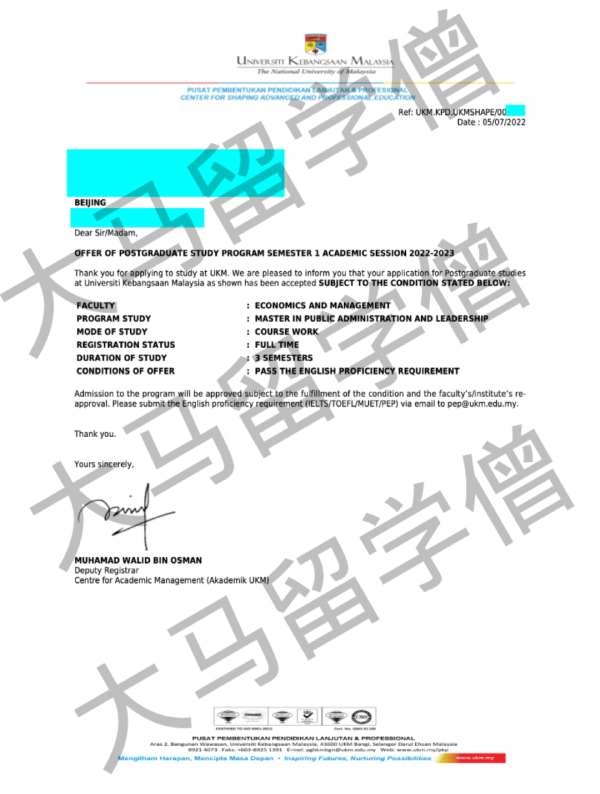 UNIVERSITI KEBANGSAAN MALAYSIA
The National University of Malaysia
PUSAT PEMBENTUKAN PENDIDIKAN LANJUTAN & PROFESIONAL
CENTER FOR SHAPING ADVANCED AND PROFESSIONAL EDUCATION
Ref: UKM.KPD.UKMSHAPE/00
Date : 05/07/2022
BEIJING
Dear Sir/Madam,
OFFER OF POSTGRADUATE STUDY PROGRAM SEMESTER 1 ACADEMIC SESSION 2022-2023
Thank you for applying to study at UKM. We are pleased to inform you that your application for Postgraduate studies
at Universiti Kebangsaan Malaysia as shown has been accepted SUBJECT TO THE CONDITION STATED BELOW:
FACULTY : ECONOMICS AND MANAGEMENT
PROGRAM STUDY : MASTER IN PUBLIC ADMINISTRATION AND LEADERSHIP
MODE OF STUDY : COURSE WORK
REGISTRATION STATUS : FULL TIME
DURATION OF STUDY : 3 SEMESTERS
CONDITIONS OF OFFER : PASS THE ENGLISH PROFICIENCY REQUIREMENT
Admission to the program will be approved subject to the fulfillment of the condition and the faculty's/institute's re-
approval. Please submit the English proficiency requirement (IELTS/TOEFL/MUET/PEP) via email to pep@ukm.edu.my.
Thank you.
Yours sincerely,
MUHAMAD WALID BIN OSMAN
Deputy Registrar
Centre for Academic Management (Akademik UKM)
PUSAT PEMBENTUKAN PENDIDIKAN LANJUTAN & PROFESSIONAL
Aras 2, Bangunan Wawasan, Universiti Kebangsaan Malaysia, 43600 UKM Bangi, Selangor Darul Ehsan Malaysia
Mengilham Harapan, Mencipta Masa Depan • Inspiring Futures, Nurturing Possibilities
www.ukm.my
大马留学僧
大马留学僧
大马留学僧